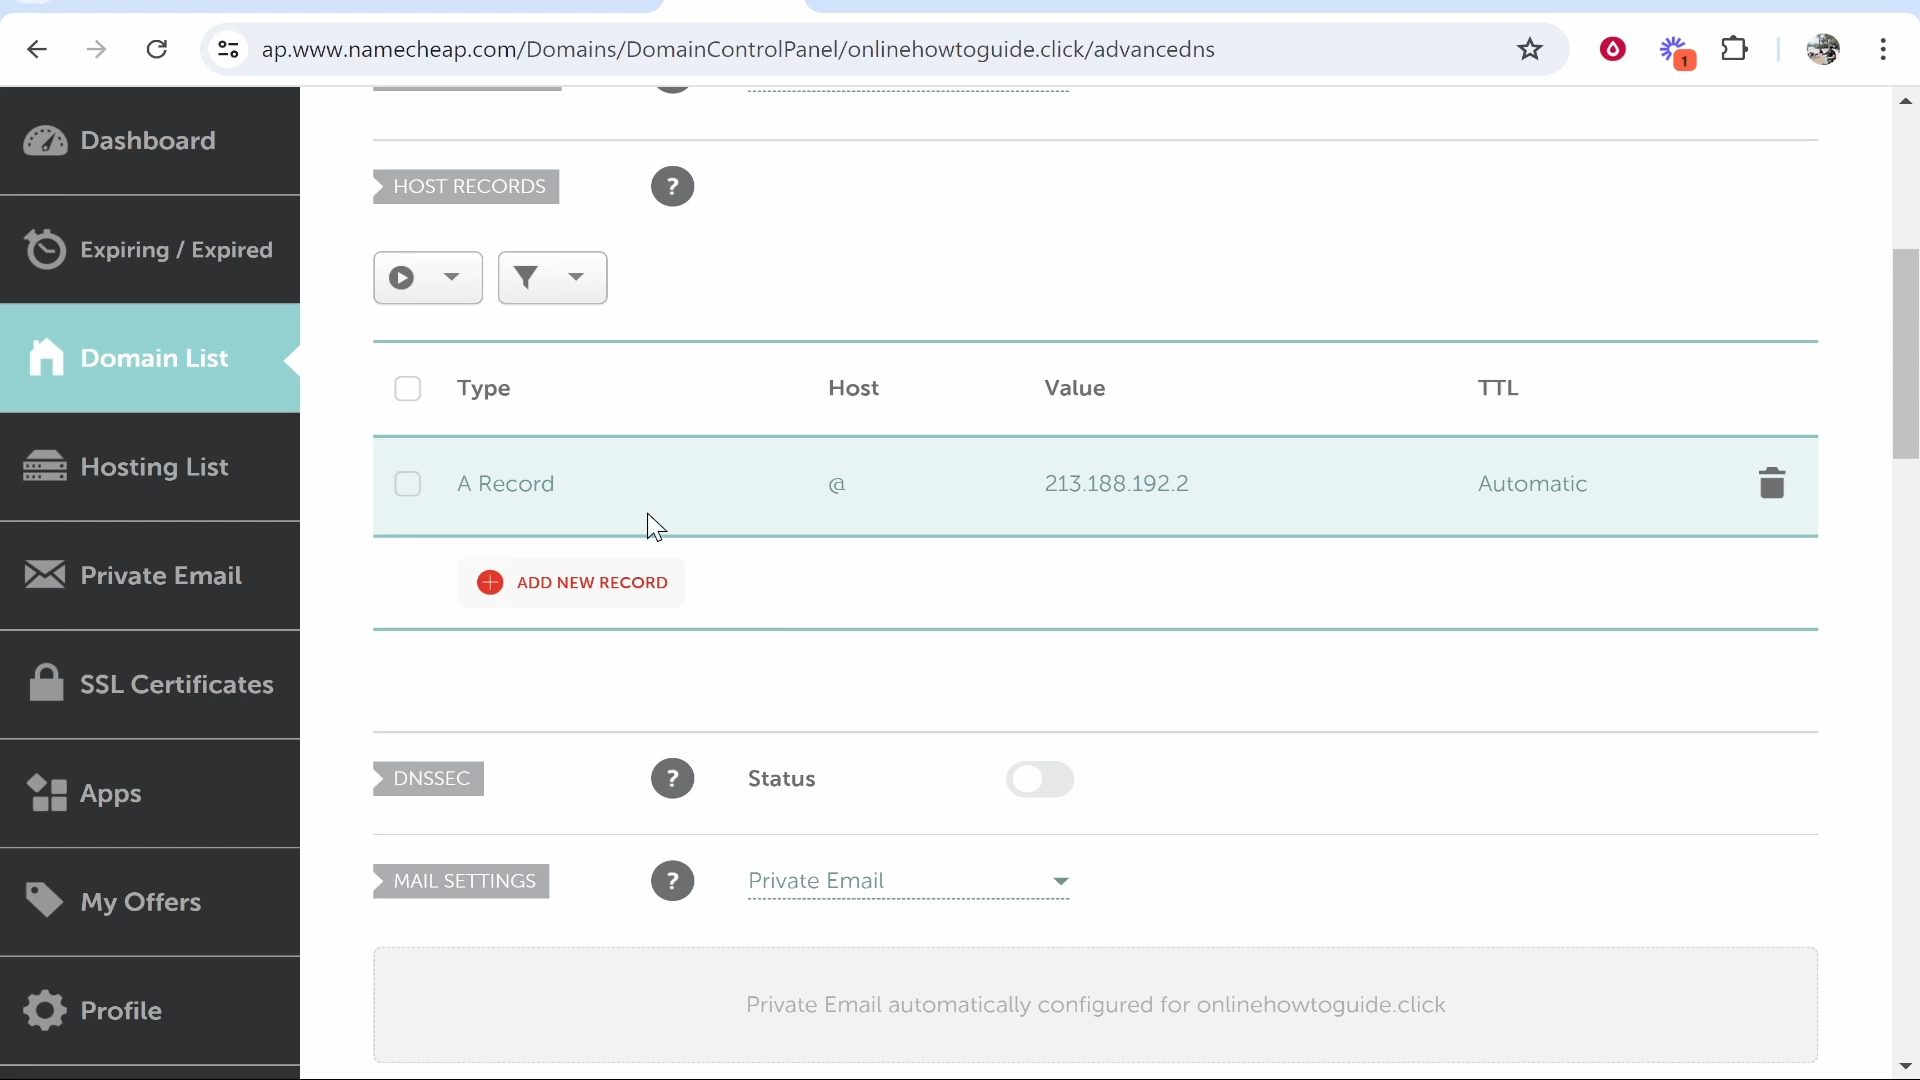 ap.www.namecheap.com/Domains/DomainControlPanel/onlinehowtoguide.click/advancedns
1
Dashboard
Expiring / Expired
Domain List
Hosting List
Private Email
SSL Certificates
Apps
My Offers
Profile
HOST RECORDS ?
Type Host Value TTL
A Record @ 213.188.192.2 Automatic
ADD NEW RECORD
DNSSEC ? Status
MAIL SETTINGS ? Private Email
Private Email automatically configured for onlinehowtoguide.click